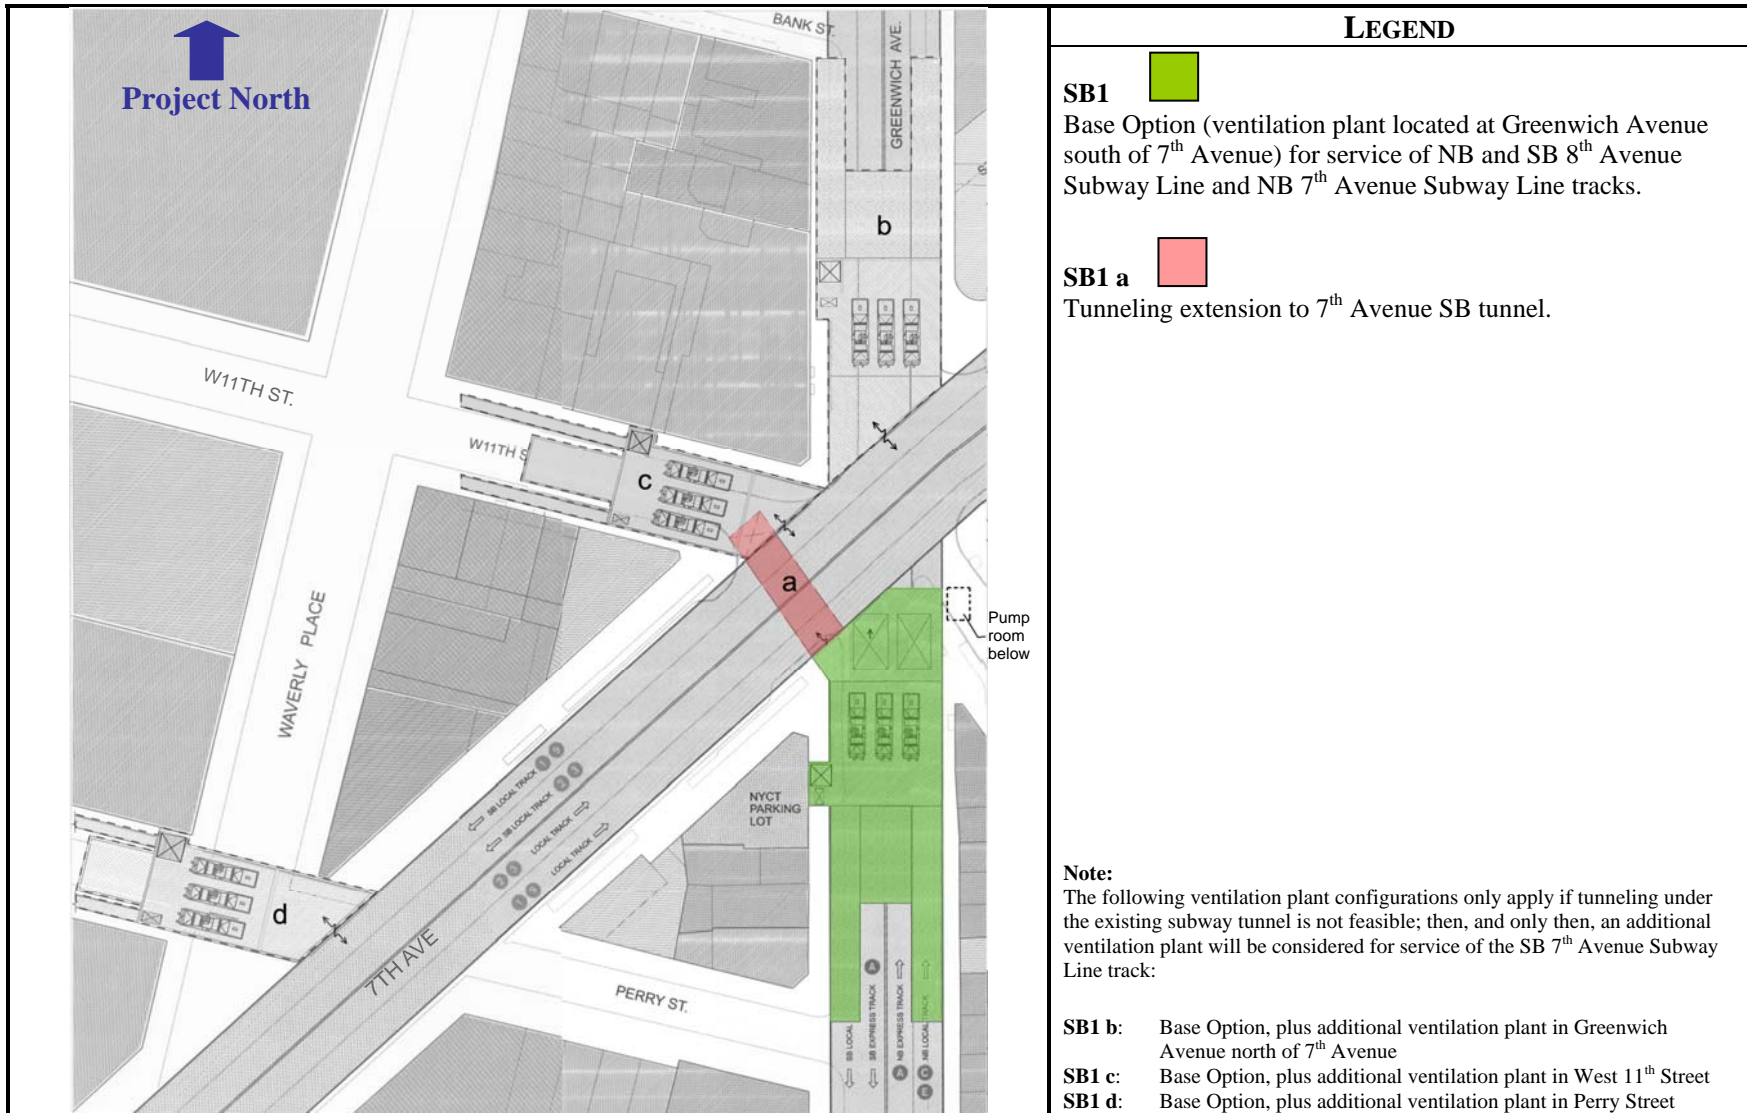 Project North
BANK ST.
GREENWICH AVE.
b
W11TH ST.
W11TH S
c
a
WAVERLY PLACE
Pump
room
below
SB LOCAL TRACK
SB LOCAL TRACK
LOCAL TRACK
LOCAL TRACK
NYCT
PARKING
LOT
d
7TH AVE
PERRY ST.
SB LOCAL
SB EXPRESS TRACK A
NB EXPRESS TRACK A
NB LOCAL TRACK C E
LEGEND
SB1
Base Option (ventilation plant located at Greenwich Avenue
south of 7th Avenue) for service of NB and SB 8th Avenue
Subway Line and NB 7th Avenue Subway Line tracks.
SB1 a
Tunneling extension to 7th Avenue SB tunnel.
Note:
The following ventilation plant configurations only apply if tunneling under
the existing subway tunnel is not feasible; then, and only then, an additional
ventilation plant will be considered for service of the SB 7th Avenue Subway
Line track:
SB1 b: Base Option, plus additional ventilation plant in Greenwich
Avenue north of 7th Avenue
SB1 c: Base Option, plus additional ventilation plant in West 11th Street
SB1 d: Base Option, plus additional ventilation plant in Perry Street